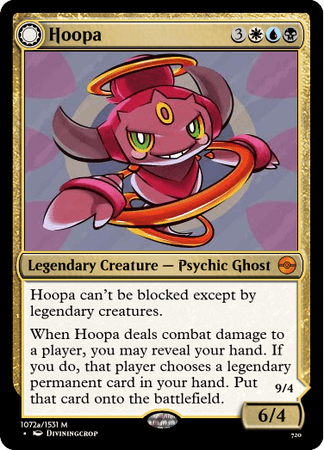 Hoopa 3
Legendary Creature — Psychic Ghost
Hoopa can't be blocked except by
legendary creatures.
When Hoopa deals combat damage to
a player, you may reveal your hand. If
you do, that player chooses a legendary
permanent card in your hand. Put
that card onto the battlefield.
9/4
6/4
1072a/1531 M
• DIVININGCROP
720